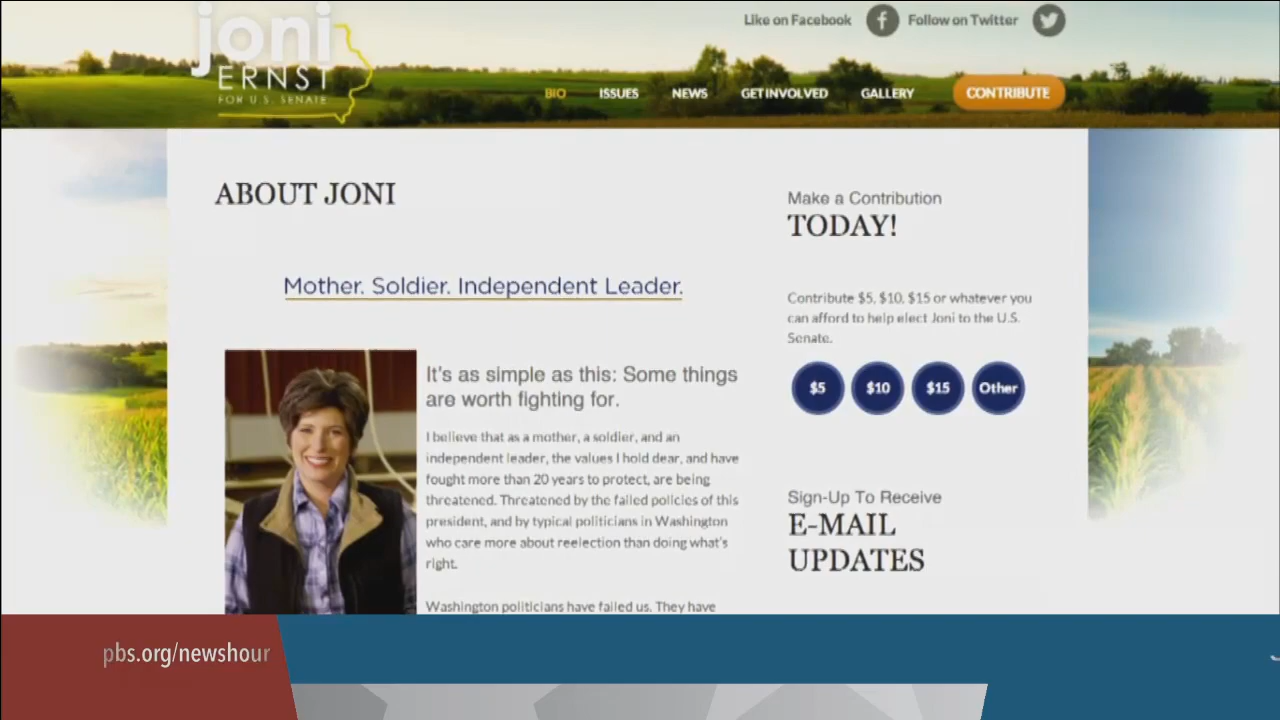 joni
ERNST
FOR U.S. SENATE
Like on Facebook
Follow on Twitter
BIO
ISSUES
NEWS
GET INVOLVED
GALLERY
CONTRIBUTE
ABOUT JONI
Mother. Soldier. Independent Leader.
It's as simple as this: Some things
are worth fighting for.
I believe that as a mother, a soldier, and an
independent leader, the values I hold dear, and have
fought more than 20 years to protect, are being
threatened. Threatened by the failed policies of this
president, and by typical politicians in Washington
who care more about reelection than doing what's
right.
Washington politicians have failed us. They have
Make a Contribution
TODAY!
Contribute $5, $10, $15 or whatever you
can afford to help elect Joni to the U.S.
Senate.
$5
$10
$15
Other
Sign-Up To Receive
E-MAIL
UPDATES
pbs.org/newshour